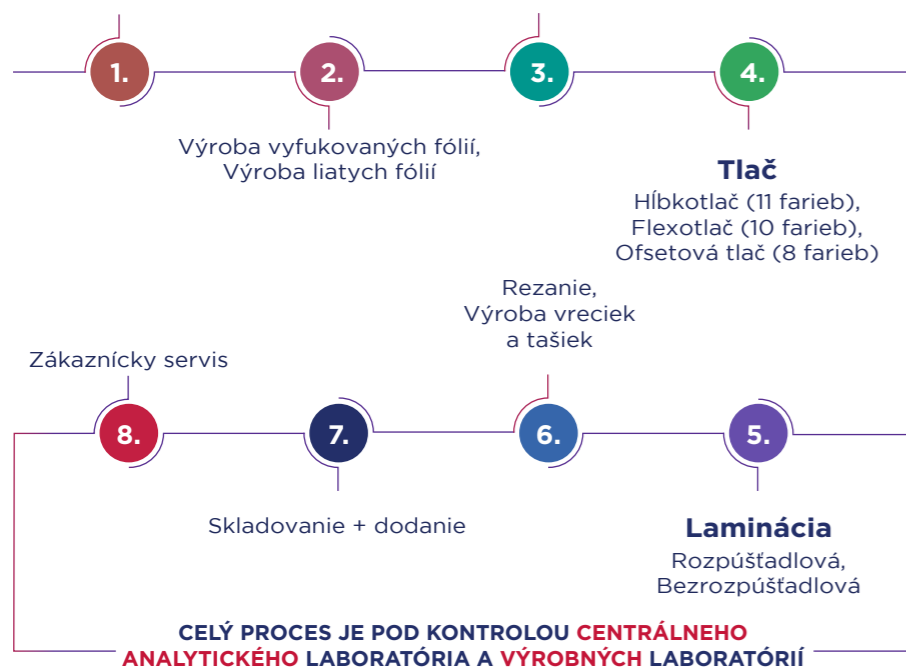 1.
2.
3.
4.
Výroba vyfukovaných fólií,
Výroba liatych fólií
Tlač
Hĺbkotlač (11 farieb),
Flexotlač (10 farieb),
Ofsetová tlač (8 farieb)
Rezanie,
Výroba vreciek
a tašiek
Zákaznícky servis
8.
7.
6.
5.
Skladovanie + dodanie
Laminácia
Rozpúšťadlová,
Bezrozpúšťadlová
CELÝ PROCES JE POD KONTROLOU CENTRÁLNEHO
ANALYTICKÉHO LABORATÓRIA A VÝROBNÝCH LABORATÓRIÍ